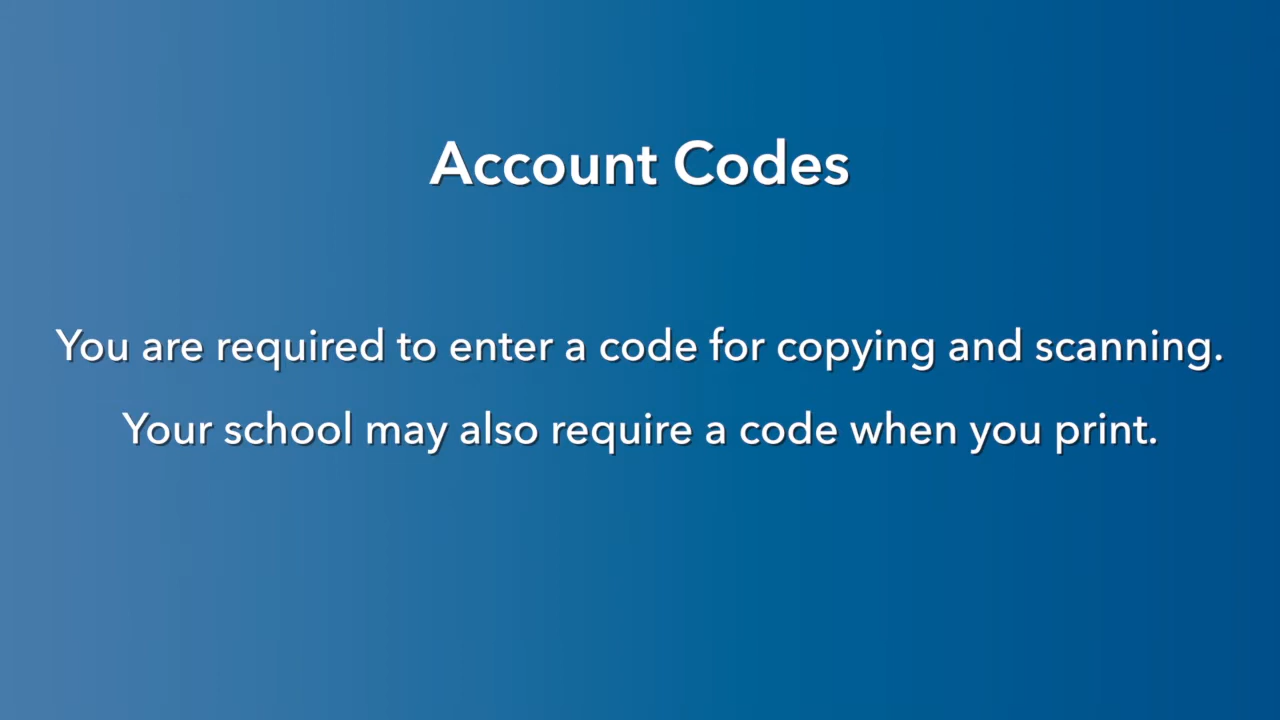 Account Codes
You are required to enter a code for copying and scanning.
Your school may also require a code when you print.